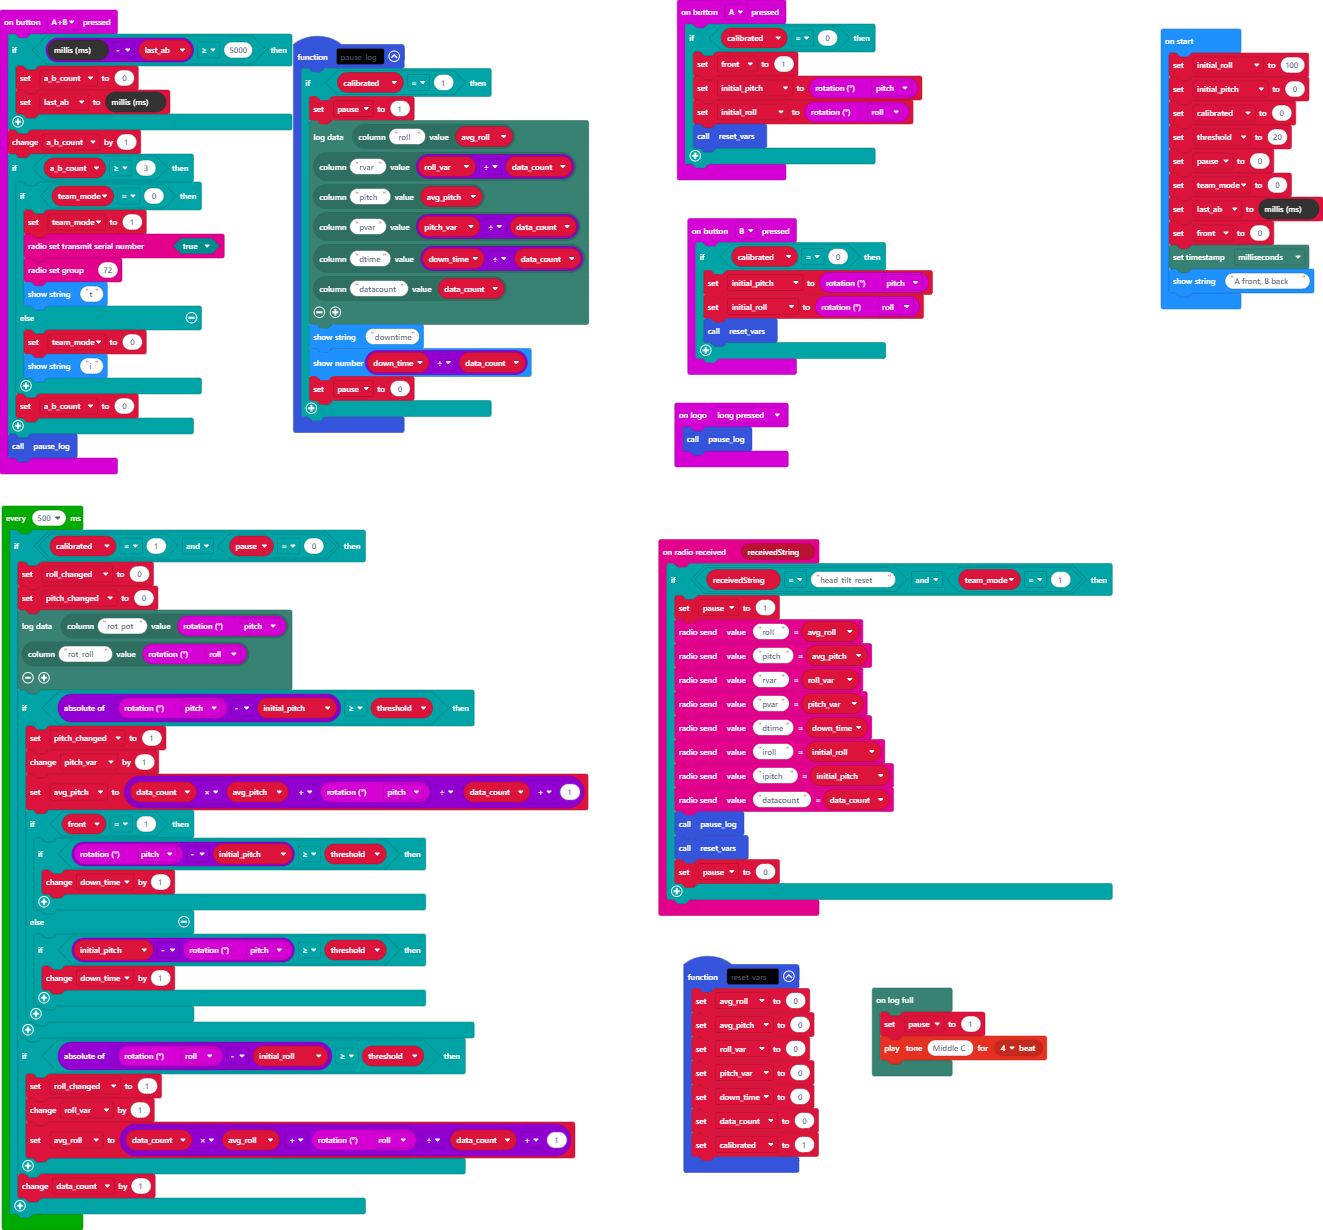 on button A+B pressed
if millis (ms) - last_ab ≥ 5000 then
set a_b_count to 0
set last_ab to millis (ms)
change a_b_count by 1
if a_b_count ≥ 3 then
if team_mode = 0 then
set team_mode to 1
radio set transmit serial number true
radio set group 72
show string "t"
else
set team_mode to 0
show string "i"
set a_b_count to 0
call pause_log
function pause_log
if calibrated = 1 then
set pause to 1
log data column "roll" value avg_roll
column "rvar" value roll_var ÷ data_count
column "pitch" value avg_pitch
column "pvar" value pitch_var ÷ data_count
column "dtime" value down_time ÷ data_count
column "datacount" value data_count
show string "downtime"
show number down_time ÷ data_count
set pause to 0
on button A pressed
if calibrated = 0 then
set front to 1
set initial_pitch to rotation (°) pitch
set initial_roll to rotation (°) roll
call reset_vars
on button B pressed
if calibrated = 0 then
set initial_pitch to rotation (°) pitch
set initial_roll to rotation (°) roll
call reset_vars
on logo long pressed
call pause_log
on start
set initial_roll to 100
set initial_pitch to 0
set calibrated to 0
set threshold to 20
set pause to 0
set team_mode to 0
set last_ab to millis (ms)
set front to 0
set timestamp milliseconds
show string "A front, B back"
every 500 ms
if calibrated = 1 and pause = 0 then
set roll_changed to 0
set pitch_changed to 0
log data column "rot_pot" value rotation (°) pitch
column "rot_roll" value rotation (°) roll
if absolute of rotation (°) pitch - initial_pitch ≥ threshold then
set pitch_changed to 1
change pitch_var by 1
set avg_pitch to data_count × avg_pitch + rotation (°) pitch ÷ data_count + 1
if front = 1 then
if rotation (°) pitch - initial_pitch ≥ threshold then
change down_time by 1
else
if initial_pitch - rotation (°) pitch ≥ threshold then
change down_time by 1
if absolute of rotation (°) roll - initial_roll ≥ threshold then
set roll_changed to 1
change roll_var by 1
set avg_roll to data_count × avg_roll + rotation (°) roll ÷ data_count + 1
change data_count by 1
on radio received receivedString
if receivedString = "head_tilt_reset" and team_mode = 1 then
set pause to 1
radio send value "roll" = avg_roll
radio send value "pitch" = avg_pitch
radio send value "rvar" = roll_var
radio send value "pvar" = pitch_var
radio send value "dtime" = down_time
radio send value "iroll" = initial_roll
radio send value "ipitch" = initial_pitch
radio send value "datacount" = data_count
call pause_log
call reset_vars
set pause to 0
function reset_vars
set avg_roll to 0
set avg_pitch to 0
set roll_var to 0
set pitch_var to 0
set down_time to 0
set data_count to 0
set calibrated to 1
on log full
set pause to 1
play tone Middle C for 4 beat